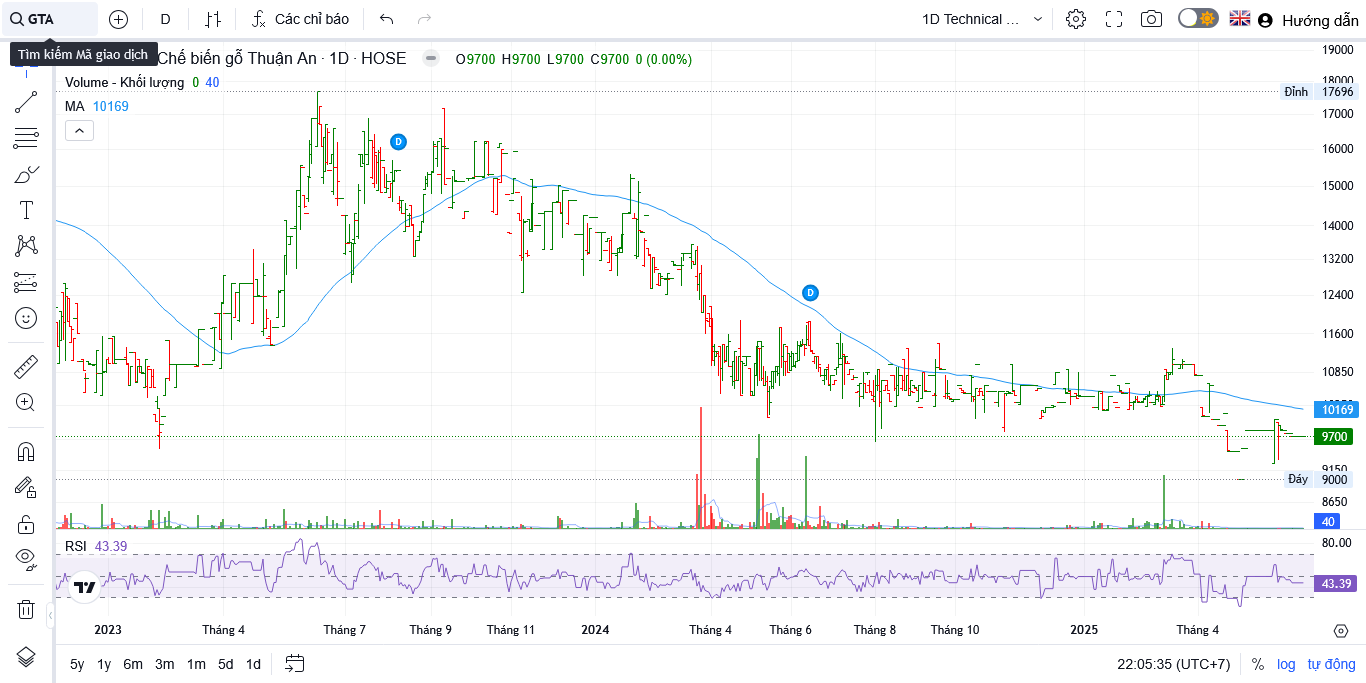 GTA D Các chỉ báo 1D Technical ... Hướng dẫn
Tìm kiếm Mã giao dịch
Chế biến gỗ Thuận An · 1D · HOSE O9700 H9700 L9700 C9700 0 (0.00%)
Volume - Khối lượng 0 40
MA 10169
19000
18000
Đỉnh 17696
17000
16000
15000
14000
13200
12400
11600
10850
10169
9700
9150
Đáy 9000
8650
40
D
D
RSI 43.39
80.00
43.39
2023 Tháng 4 Tháng 7 Tháng 9 Tháng 11 2024 Tháng 4 Tháng 6 Tháng 8 Tháng 10 2025 Tháng 4
5y 1y 6m 3m 1m 5d 1d 22:05:35 (UTC+7) % log tự động